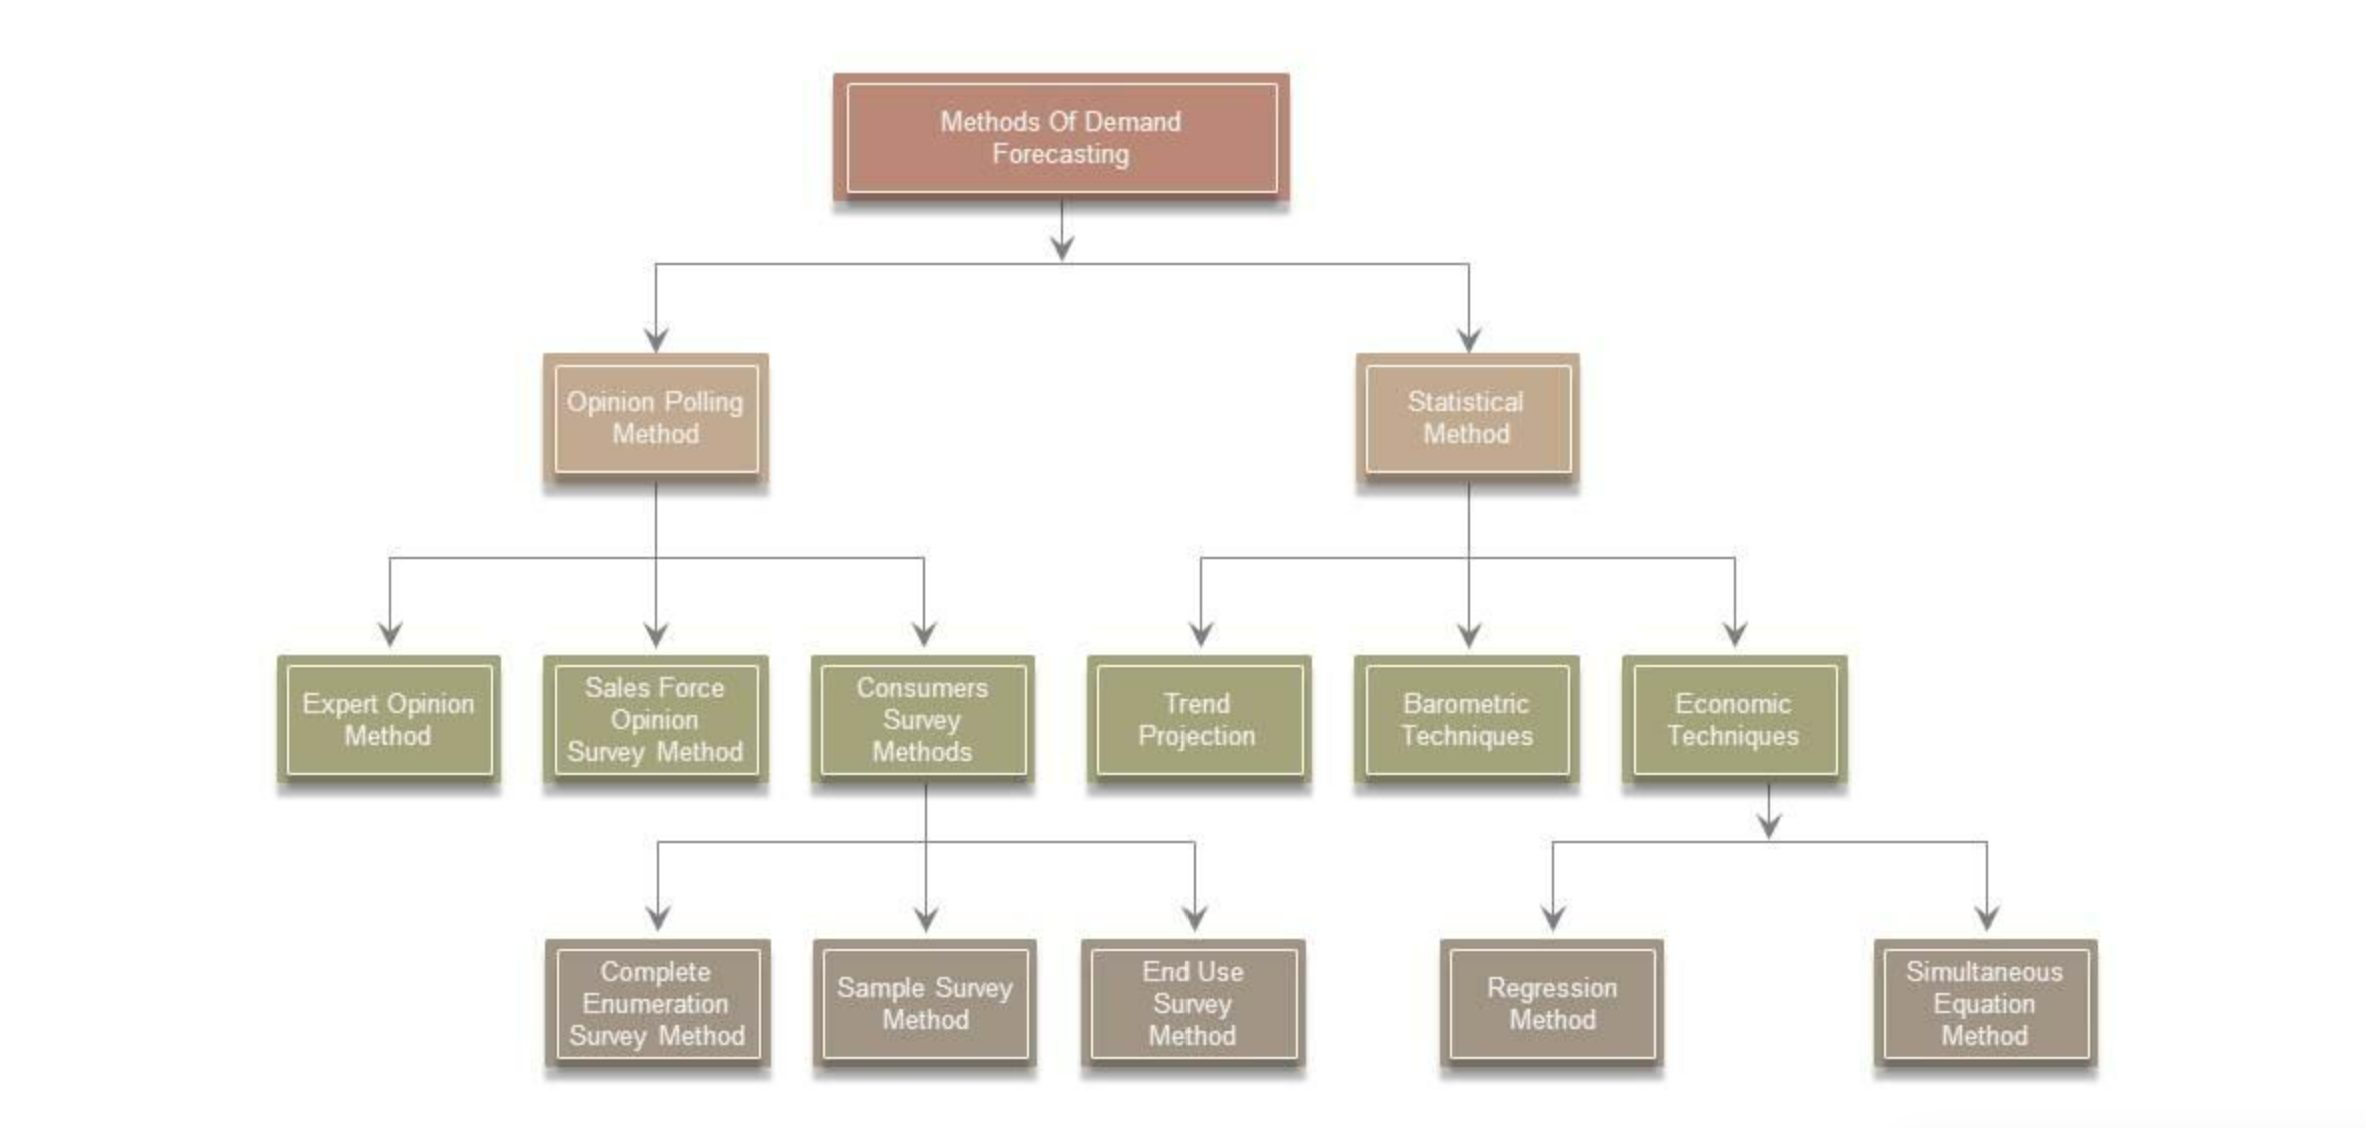 Methods Of Demand
Forecasting
Opinion Polling
Method
Statistical
Method
Expert Opinion
Method
Sales Force
Opinion
Survey Method
Consumers
Survey
Methods
Trend
Projection
Barometric
Techniques
Economic
Techniques
Complete
Enumeration
Survey Method
Sample Survey
Method
End Use
Survey
Method
Regression
Method
Simultaneous
Equation
Method